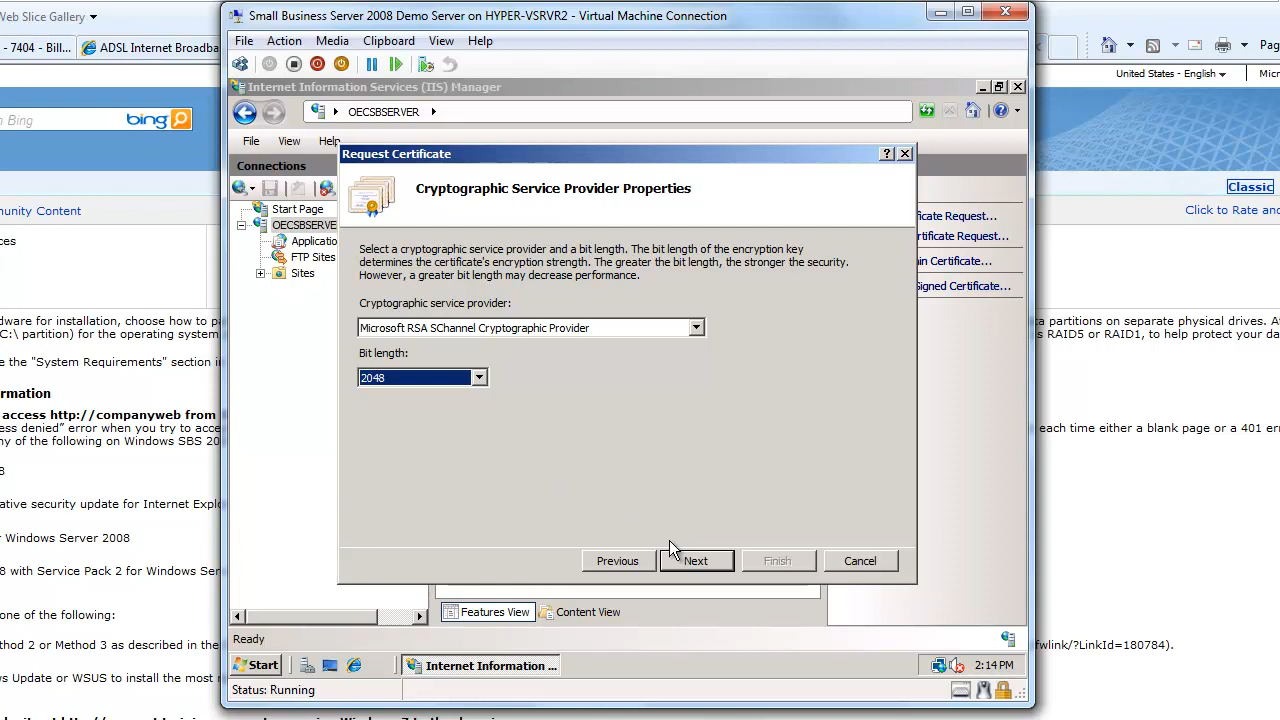 Small Business Server 2008 Demo Server on HYPER-VSRVR2 - Virtual Machine Connection
Web Slice Gallery
- 7404 - Bill...
ADSL Internet Broadba
Pag
File Action Media Clipboard View Help
United States - English
Micr
Internet Information Services (IIS) Manager
n Bing
bing
OECSBSERVER
File View Help
Connections
Request Certificate
Cryptographic Service Provider Properties
Classic
munity Content
Click to Rate and
Start Page
OECSBSERVE
Applicatio
FTP Sites
Sites
ficate Request...
rtificate Request...
in Certificate...
Signed Certificate...
ces
Select a cryptographic service provider and a bit length. The bit length of the encryption key
determines the certificate's encryption strength. The greater the bit length, the stronger the security.
However, a greater bit length may decrease performance.
Cryptographic service provider:
Microsoft RSA SChannel Cryptographic Provider
Bit length:
2048
dware for installation, choose how to pa
ta partitions on separate physical drives. A
C:\ partition) for the operating system,
s RAID5 or RAID1, to help protect your da
e the "System Requirements" section i
rmation
access http://companyweb from
ess denied” error when you try to acce
each time either a blank page or a 401 err
ny of the following on Windows SBS 20
8
ative security update for Internet Explo
r Windows Server 2008
8 with Service Pack 2 for Windows Ser
one of the following:
thod 2 or Method 3 as described in the
fwlink/?LinkId=180784).
ws Update or WSUS to install the most r
Previous Next Finish Cancel
Features View Content View
Ready
Start
Internet Information ...
2:14 PM
Status: Running